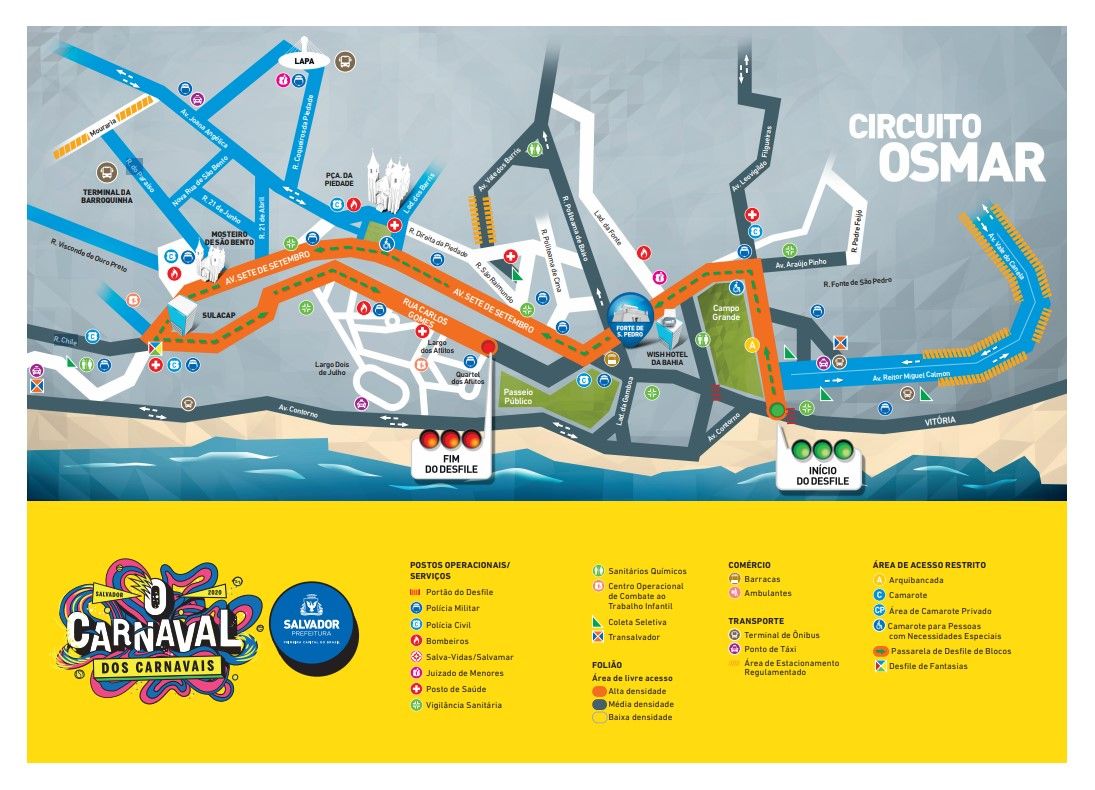 CIRCUITO
OSMAR
LAPA
Mouraria
Av. Joana Angélica
R. Coqueiros da Piedade
R. do Paraíso
Nova Rua de São Bento
TERMINAL DA
BARROQUINHA
R. 21 de Junho
R. 21 de Abril
PÇA. DA
PIEDADE
Lad. dos Barris
Av. Vale dos Barris
R. Politeama de Baixo
Lad. da Fonte
Av. Leovigildo
Filgueiras
R. Padre Feijó
Av. Araújo Pinho
R. Fonte de São Pedro
Av. Vale do Canela
MOSTEIRO
DE SÃO BENTO
R. Visconde de Ouro Preto
AV. SETE DE SETEMBRO
R. Direita da Piedade
R. São Raimundo
R. Politeama de Cima
AV. SETE DE SETEMBRO
RUA CARLOS
GOMES
SULACAP
R. Chile
Largo Dois
de Julho
Largo
dos Aflitos
Quartel
dos Aflitos
FORTE DE
S. PEDRO
WISH HOTEL
DA BAHIA
Campo
Grande
A
Av. Reitor Miguel Calmon
Passeio
Público
Lad. da Gamboa
Av. Contorno
Av. Contorno
VITÓRIA
FIM
DO DESFILE
INÍCIO
DO DESFILE
SALVADOR
2020
O
CARNAVAL
DOS CARNAVAIS
SALVADOR
PREFEITURA
PRIMEIRA CAPITAL DO BRASIL
POSTOS OPERACIONAIS/
SERVIÇOS
Portão do Desfile
Polícia Militar
Polícia Civil
Bombeiros
Salva-Vidas/Salvamar
Juizado de Menores
Posto de Saúde
Vigilância Sanitária
Sanitários Químicos
Centro Operacional
de Combate ao
Trabalho Infantil
Coleta Seletiva
Transalvador
FOLIÃO
Área de livre acesso
Alta densidade
Média densidade
Baixa densidade
COMÉRCIO
Barracas
Ambulantes
TRANSPORTE
Terminal de Ônibus
Ponto de Táxi
Área de Estacionamento
Regulamentado
ÁREA DE ACESSO RESTRITO
A Arquibancada
C Camarote
CP Área de Camarote Privado
Camarote para Pessoas
com Necessidades Especiais
Passarela de Desfile de Blocos
Desfile de Fantasias